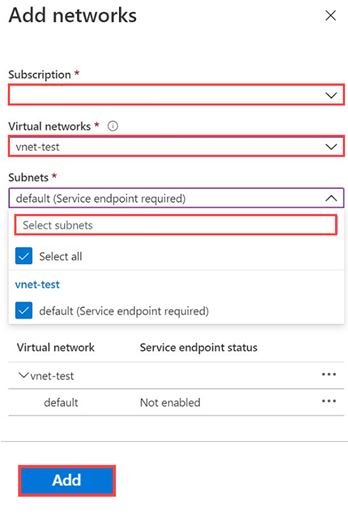 Add networks
Subscription *
Virtual networks *
vnet-test
Subnets *
default (Service endpoint required)
Select subnets
Select all
vnet-test
default (Service endpoint required)
Virtual network Service endpoint status
vnet-test
default Not enabled
Add